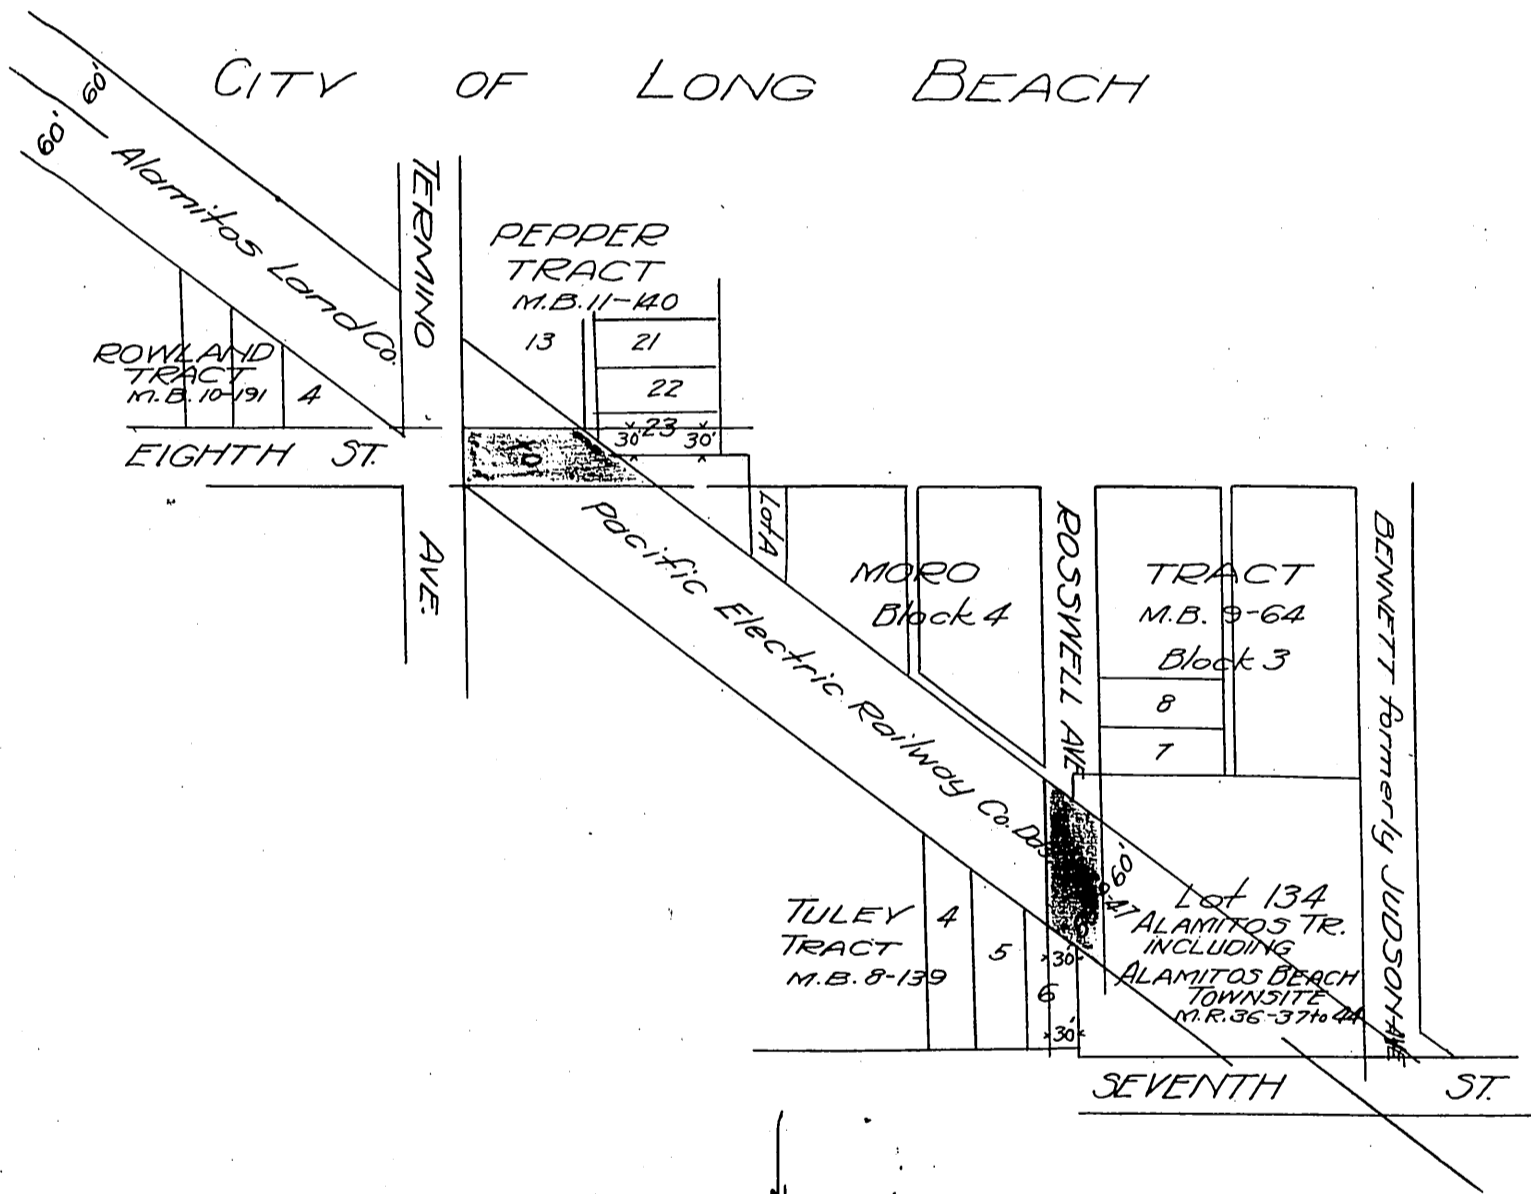 CITY OF LONG BEACH
60'
60'
Alamitos Land Co.
TERMINO
AVE.
PEPPER
TRACT
M.B. 11-140
13
21
22
23
30' 30'
ROWLAND
TRACT
M.B. 10-191
4
EIGHTH ST.
Pacific Electric Railway Co. Dds
Lot A
MORO
Block 4
ROSSWELL AVE
TRACT
M.B. 9-64
Block 3
8
7
BENNETT formerly JUDSON AVE
60'
TULEY
TRACT
M.B. 8-139
4
5
6
30'
30'
Lot 134
ALAMITOS TR.
INCLUDING
ALAMITOS BEACH
TOWNSITE
M.R. 36-37 to 44
SEVENTH ST.